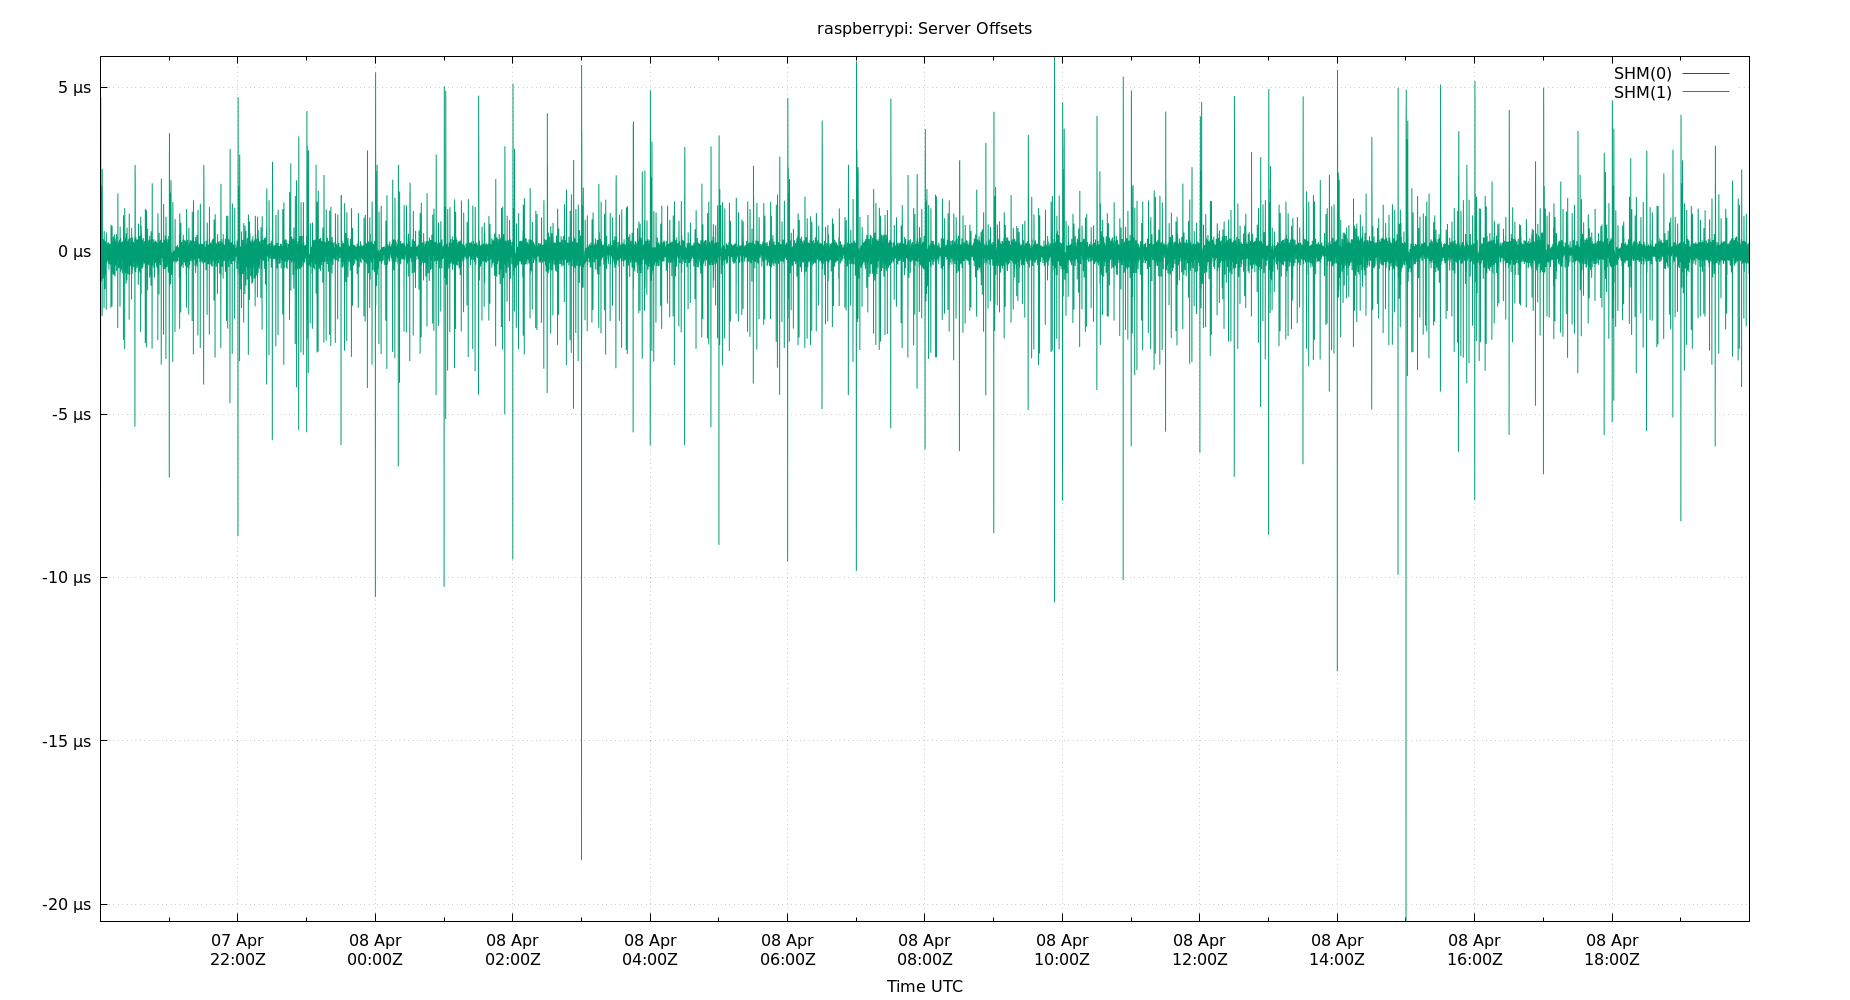 raspberrypi: Server Offsets
SHM(0)
SHM(1)
5 µs
0 µs
-5 µs
-10 µs
-15 µs
-20 µs
07 Apr 08 Apr 08 Apr 08 Apr 08 Apr 08 Apr 08 Apr 08 Apr 08 Apr 08 Apr 08 Apr
22:00Z 00:00Z 02:00Z 04:00Z 06:00Z 08:00Z 10:00Z 12:00Z 14:00Z 16:00Z 18:00Z
Time UTC